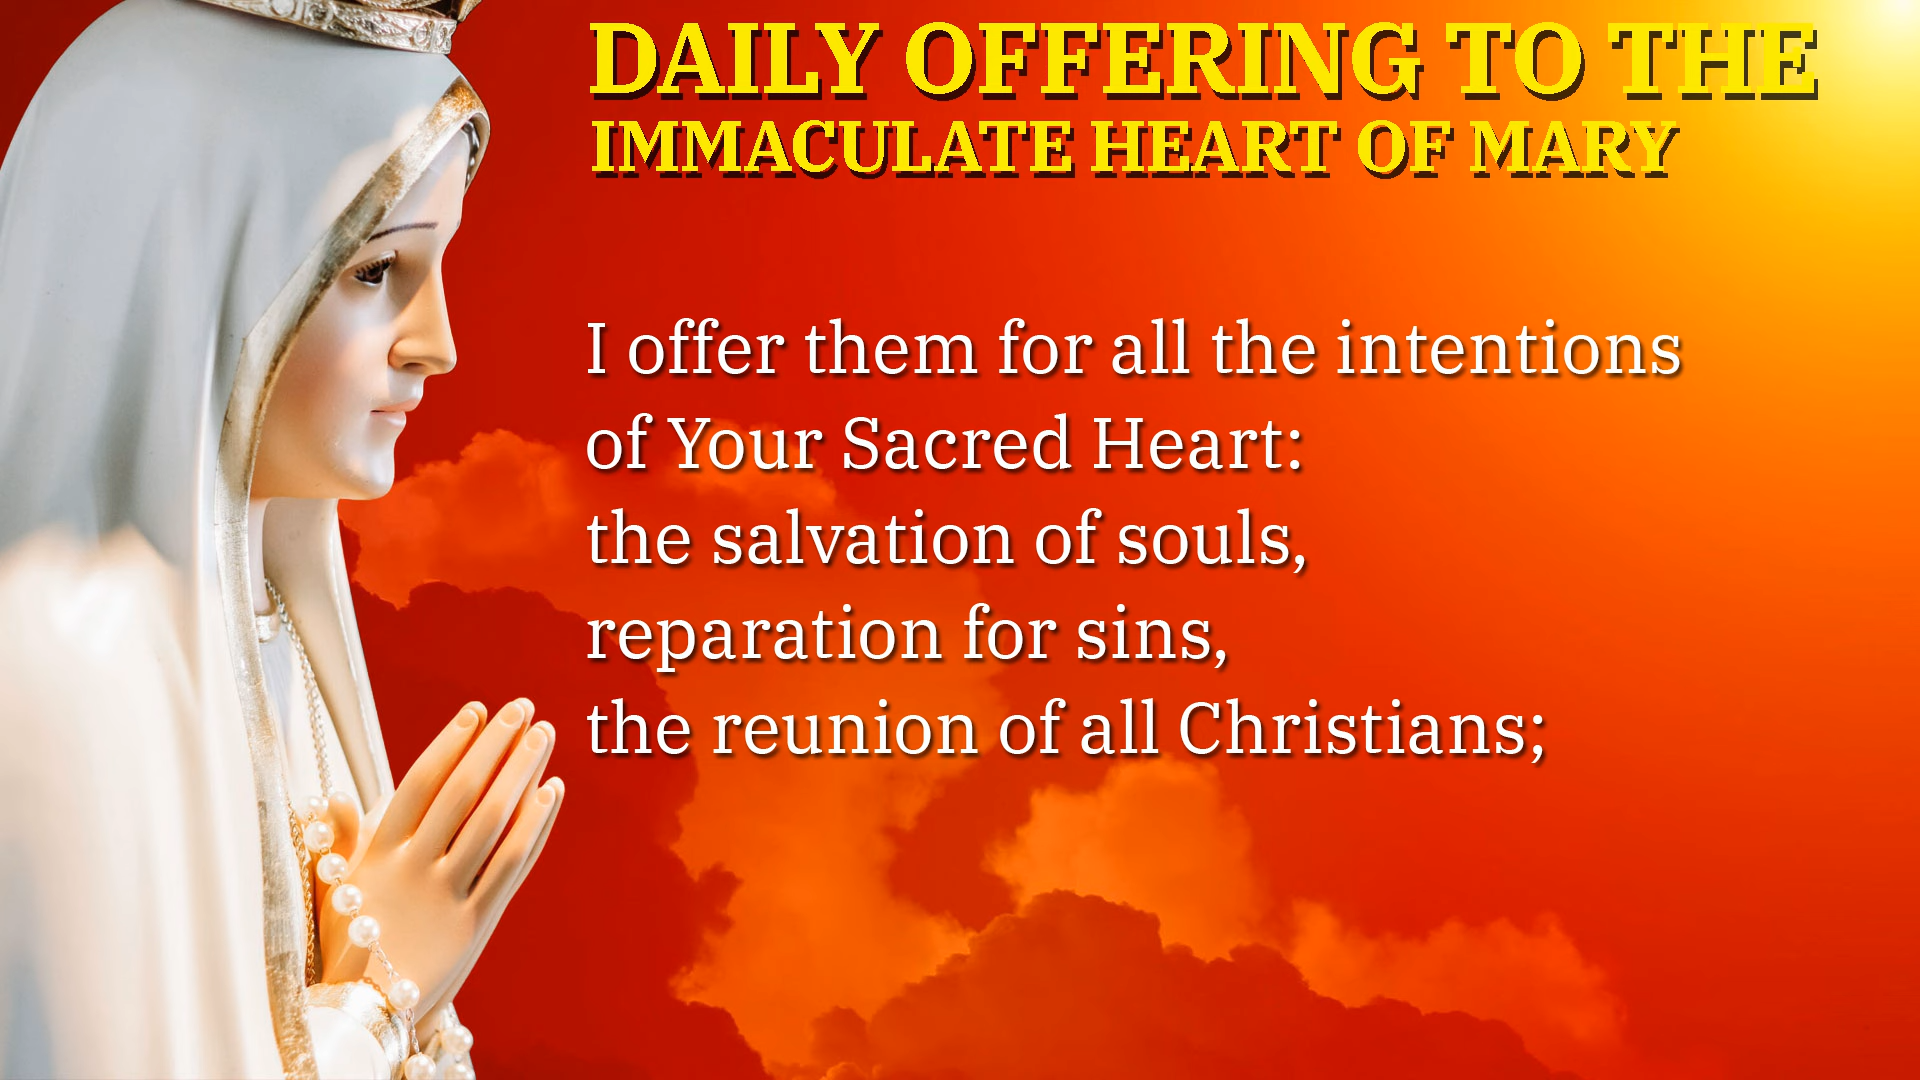 DAILY OFFERING TO THE
IMMACULATE HEART OF MARY
I offer them for all the intentions
of Your Sacred Heart:
the salvation of souls,
reparation for sins,
the reunion of all Christians;